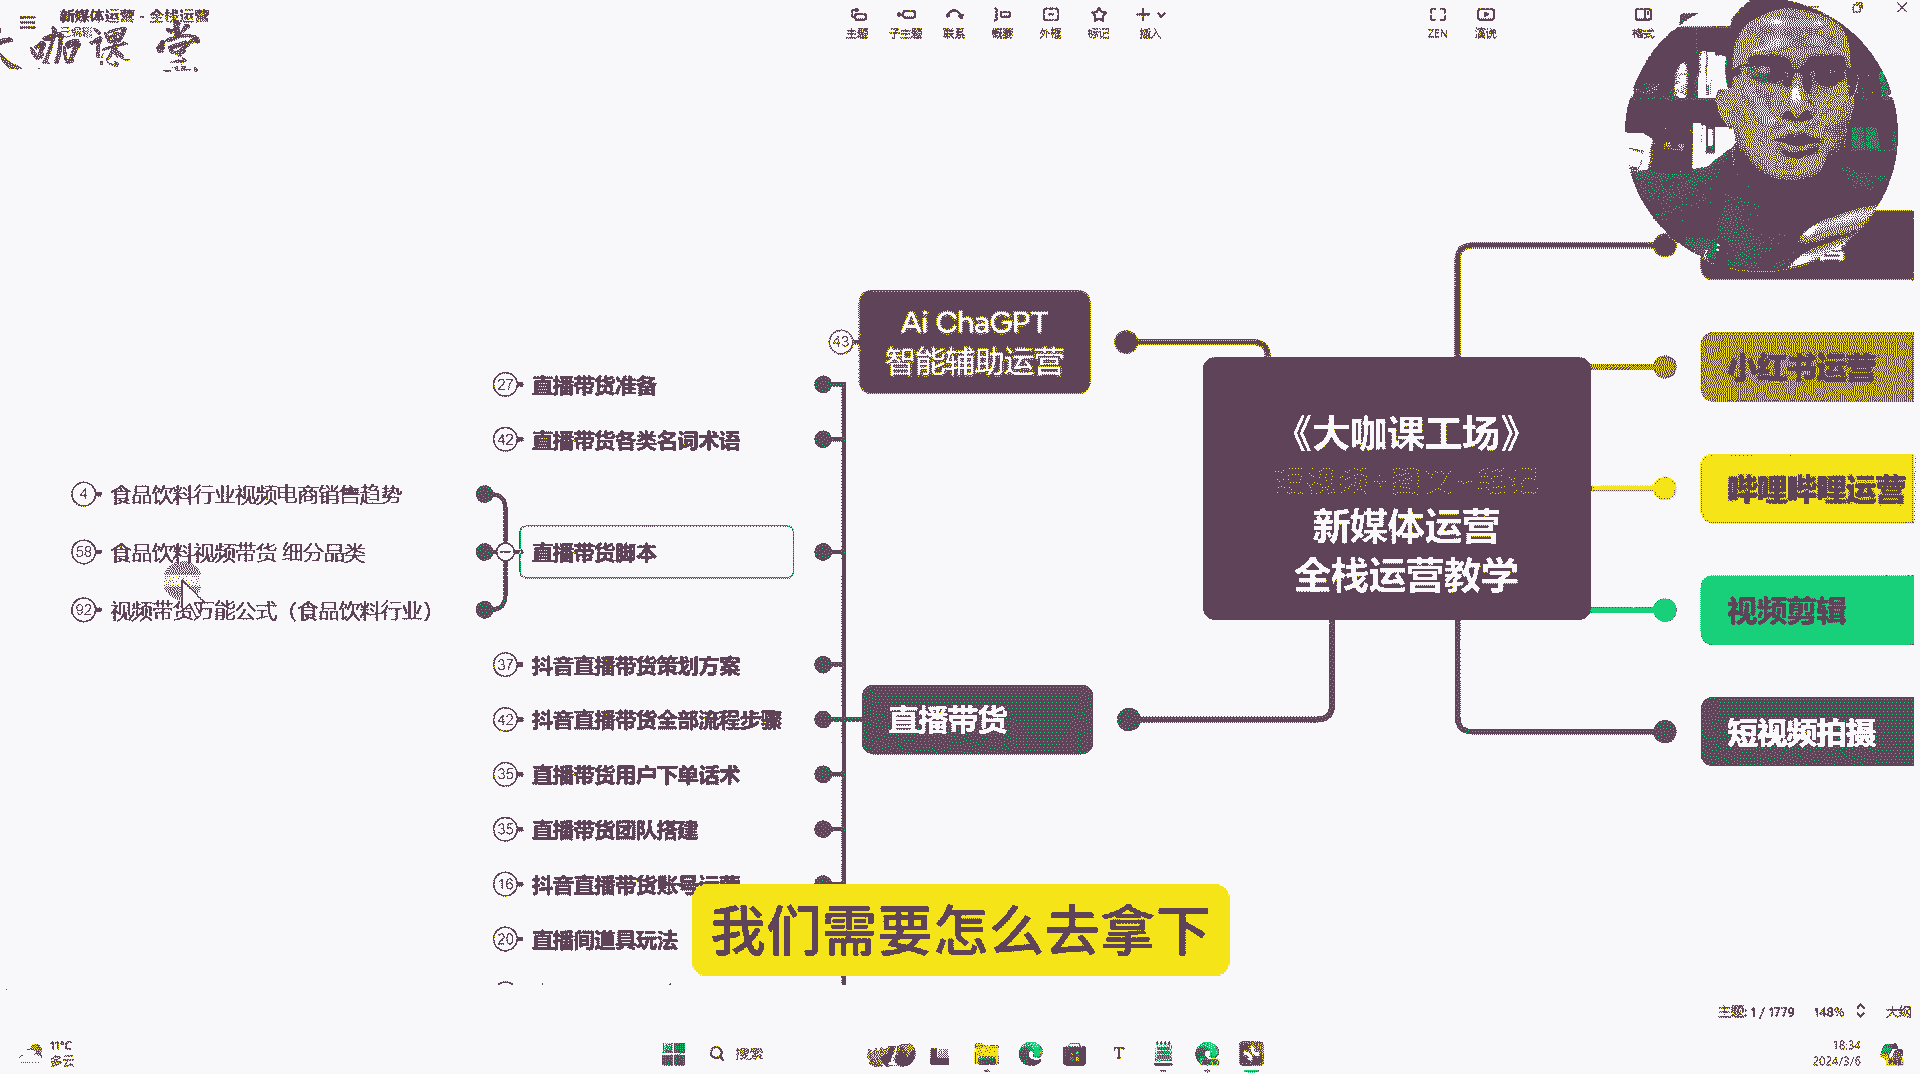 新媒体运营 - 全栈运营
大咖课堂
主题
子主题
联系
概要
外框
标记
插入
ZEN
演说
格式
43
Ai ChaGPT
智能辅助运营
27
直播带货准备
42
直播带货各类名词术语
4
食品饮料行业视频电商销售趋势
58
食品饮料视频带货 细分品类
92
视频带货万能公式（食品饮料行业）
直播带货脚本
37
抖音直播带货策划方案
42
抖音直播带货全部流程步骤
35
直播带货用户下单话术
35
直播带货团队搭建
16
抖音直播带货账号运营
20
直播间道具玩法
直播带货
《大咖课工场》
短视频 - 图文 - 笔记
新媒体运营
全栈运营教学
小红书运营
哔哩哔哩运营
视频剪辑
短视频拍摄
我们需要怎么去拿下
主题: 1 / 1779
148%
大纲
11°C
多云
搜索
18:34
2024/3/6